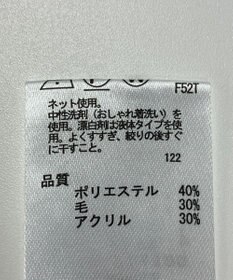 F52T
ネット使用。
中性洗剤(おしゃれ着洗い)を
使用。漂白剤は液体タイプを使
用。よくすすぎ、絞りの後すぐ
に干すこと。
122
品質
ポリエステル 40%
毛 30%
アクリル 30%